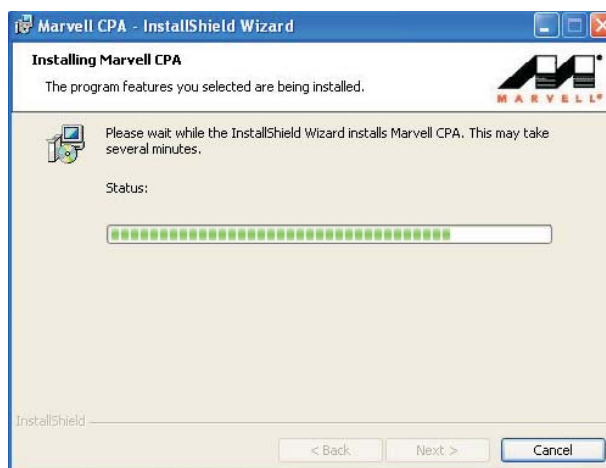 Marvell CPA - InstallShield Wizard
Installing Marvell CPA
The program features you selected are being installed.
MARVELL®
Please wait while the InstallShield Wizard installs Marvell CPA. This may take
several minutes.
Status:
InstallShield
< Back
Next >
Cancel